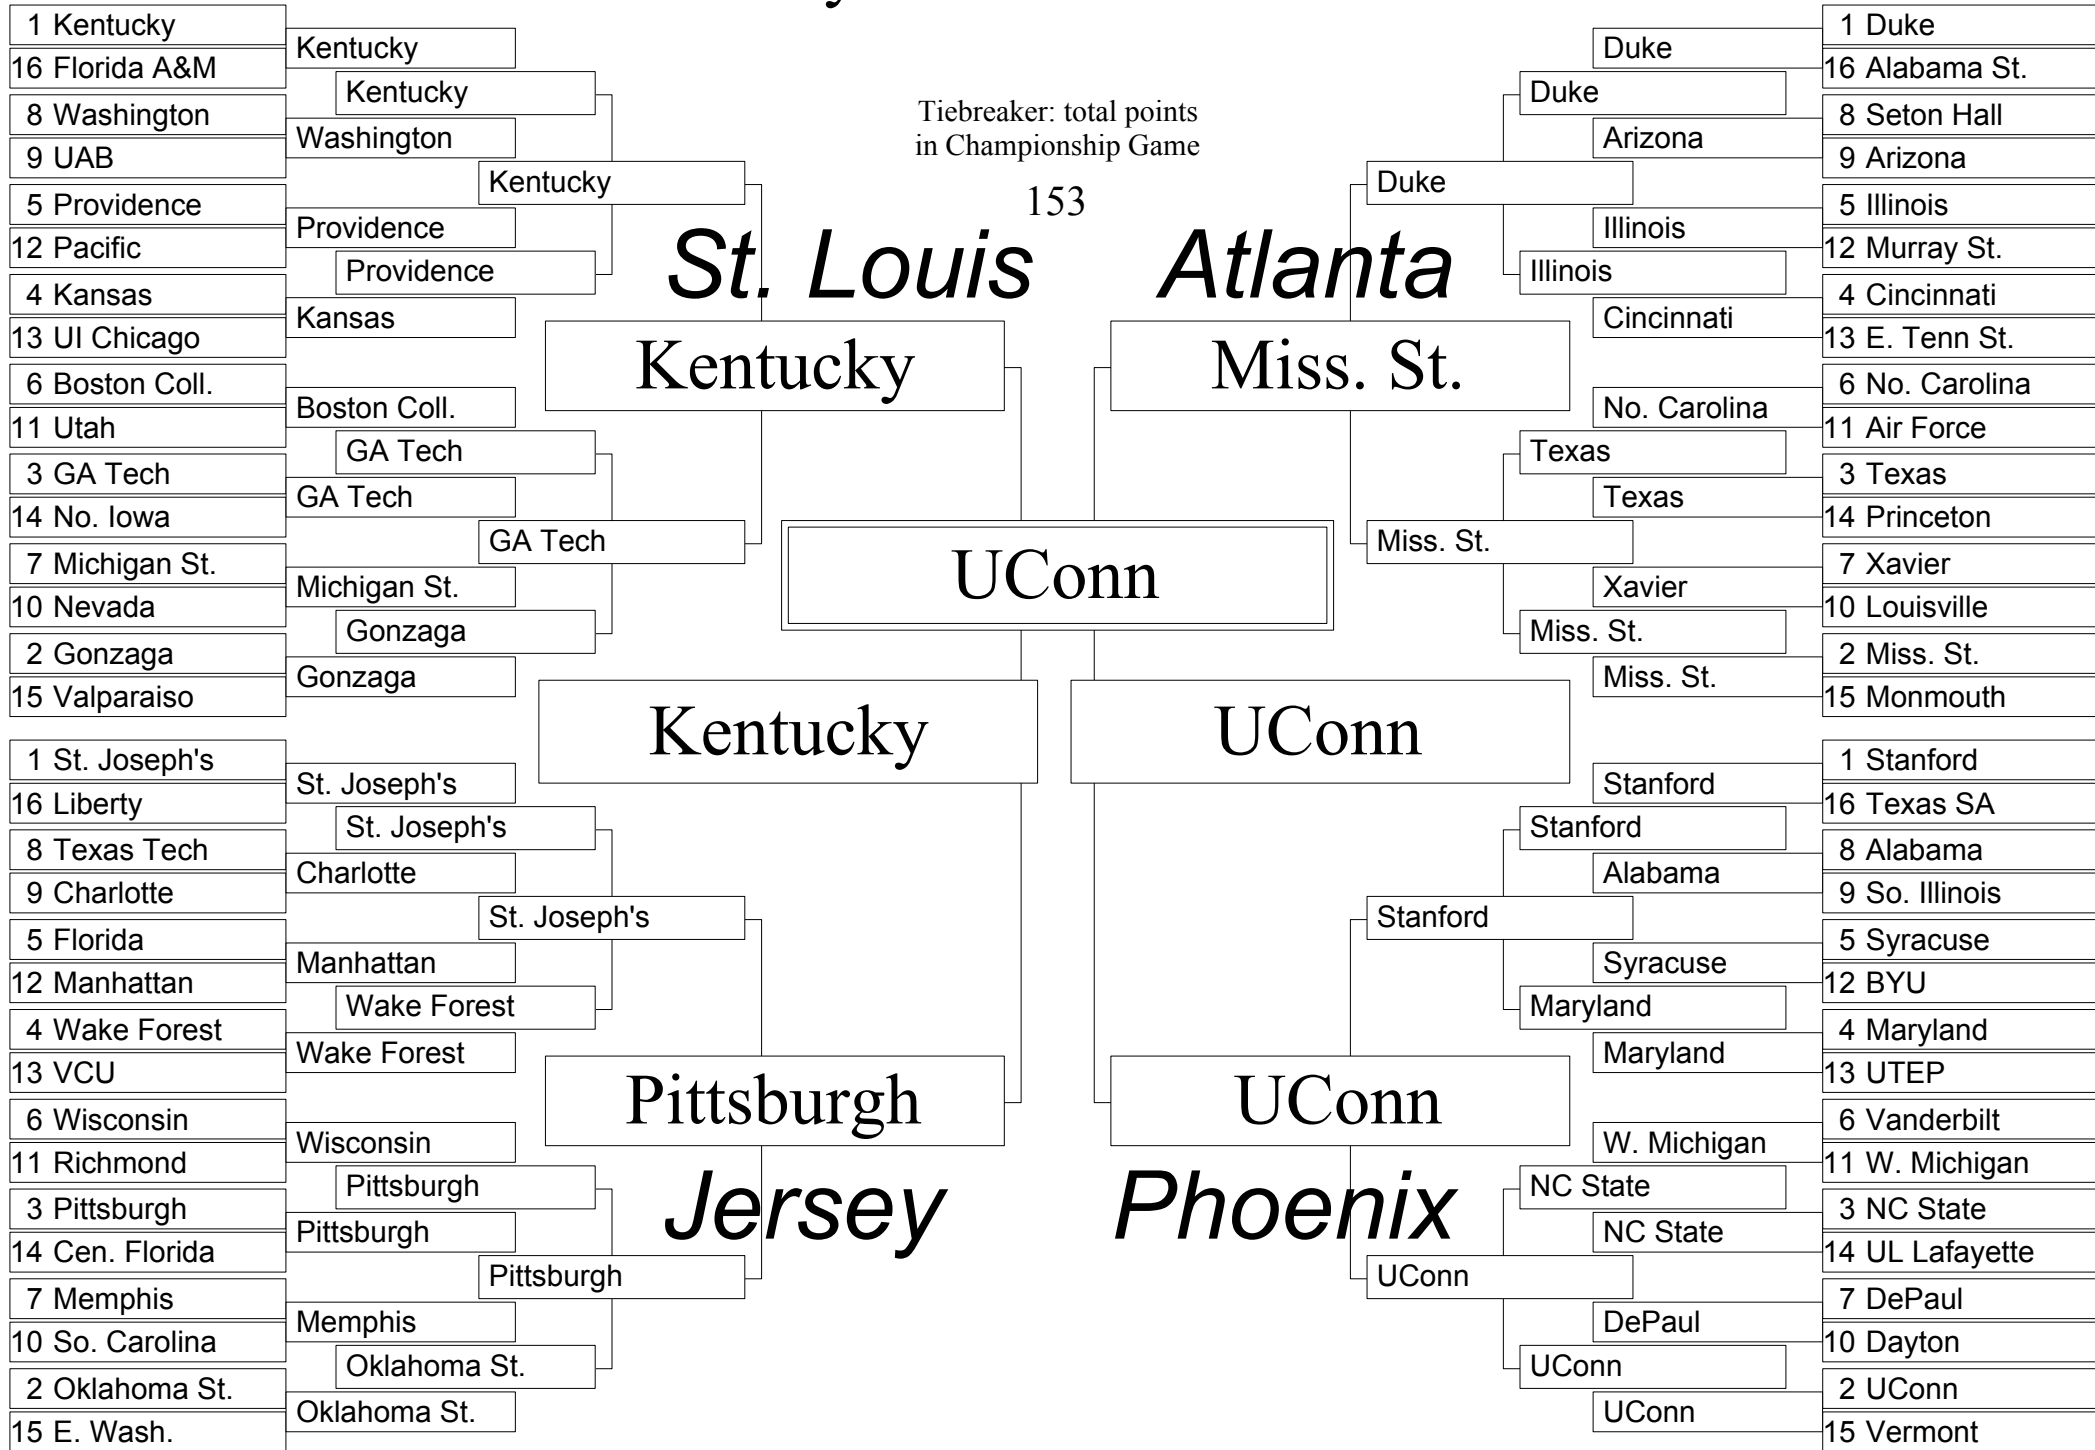 1 Kentucky
16 Florida A&M
8 Washington
9 UAB
5 Providence
12 Pacific
4 Kansas
13 UI Chicago
6 Boston Coll.
11 Utah
3 GA Tech
14 No. Iowa
7 Michigan St.
10 Nevada
2 Gonzaga
15 Valparaiso
Kentucky
Washington
Providence
Kansas
Boston Coll.
GA Tech
Michigan St.
Gonzaga
Kentucky
Providence
GA Tech
Gonzaga
Kentucky
GA Tech
St. Louis
Kentucky
1 St. Joseph's
16 Liberty
8 Texas Tech
9 Charlotte
5 Florida
12 Manhattan
4 Wake Forest
13 VCU
6 Wisconsin
11 Richmond
3 Pittsburgh
14 Cen. Florida
7 Memphis
10 So. Carolina
2 Oklahoma St.
15 E. Wash.
St. Joseph's
Charlotte
Manhattan
Wake Forest
Wisconsin
Pittsburgh
Memphis
Oklahoma St.
St. Joseph's
Wake Forest
Pittsburgh
Oklahoma St.
St. Joseph's
Pittsburgh
Pittsburgh
Jersey
Tiebreaker: total points
in Championship Game
153
UConn
Kentucky
UConn
Atlanta
Miss. St.
Duke
Miss. St.
Duke
Illinois
Texas
Miss. St.
Duke
Arizona
Illinois
Cincinnati
No. Carolina
Texas
Xavier
Miss. St.
1 Duke
16 Alabama St.
8 Seton Hall
9 Arizona
5 Illinois
12 Murray St.
4 Cincinnati
13 E. Tenn St.
6 No. Carolina
11 Air Force
3 Texas
14 Princeton
7 Xavier
10 Louisville
2 Miss. St.
15 Monmouth
UConn
Phoenix
Stanford
UConn
Stanford
Maryland
NC State
UConn
Stanford
Alabama
Syracuse
Maryland
W. Michigan
NC State
DePaul
UConn
1 Stanford
16 Texas SA
8 Alabama
9 So. Illinois
5 Syracuse
12 BYU
4 Maryland
13 UTEP
6 Vanderbilt
11 W. Michigan
3 NC State
14 UL Lafayette
7 DePaul
10 Dayton
2 UConn
15 Vermont